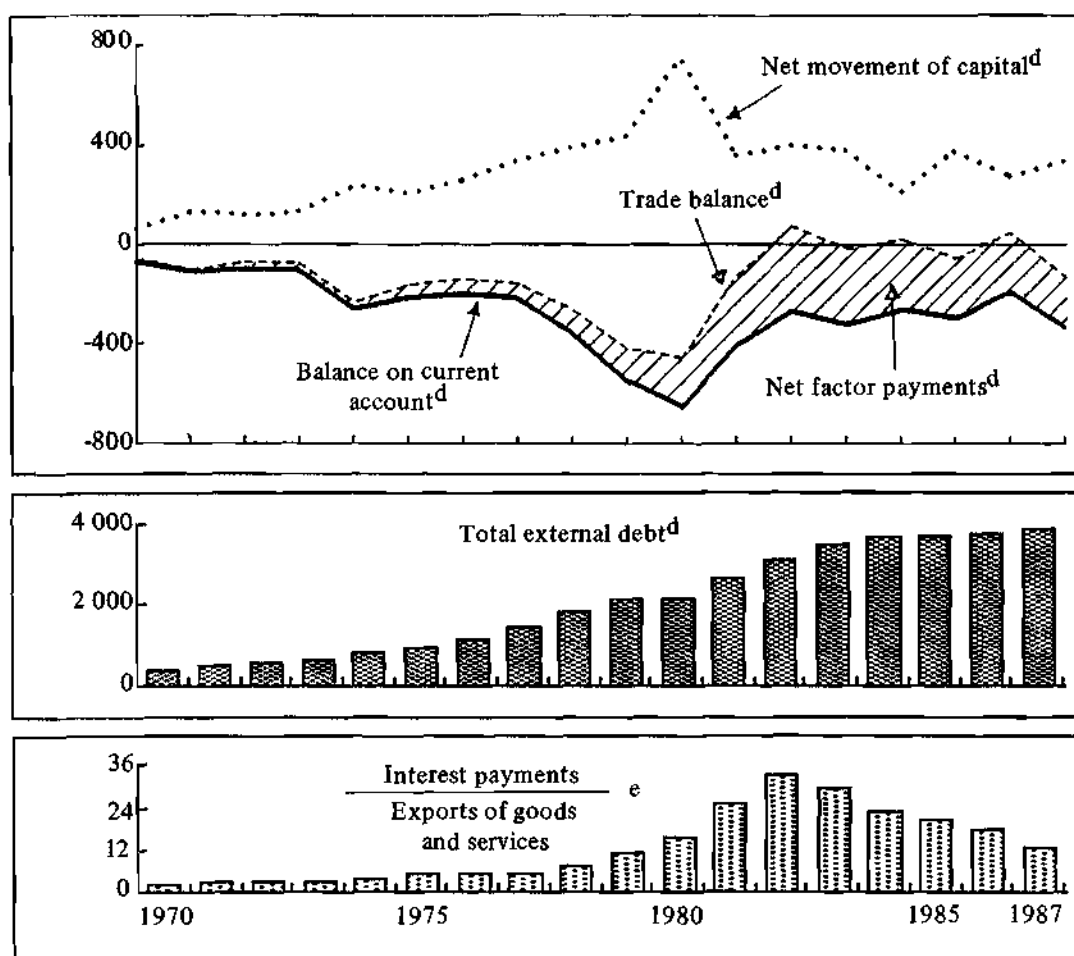 800
Net movement of capitald
400
Trade balanced
0
Balance on current
accountd
Net factor paymentsd
-400
-800
4 000
Total external debtd
2 000
0
36
Interest payments
e
24
Exports of goods
and services
12
0
1970
1975
1980
1985
1987